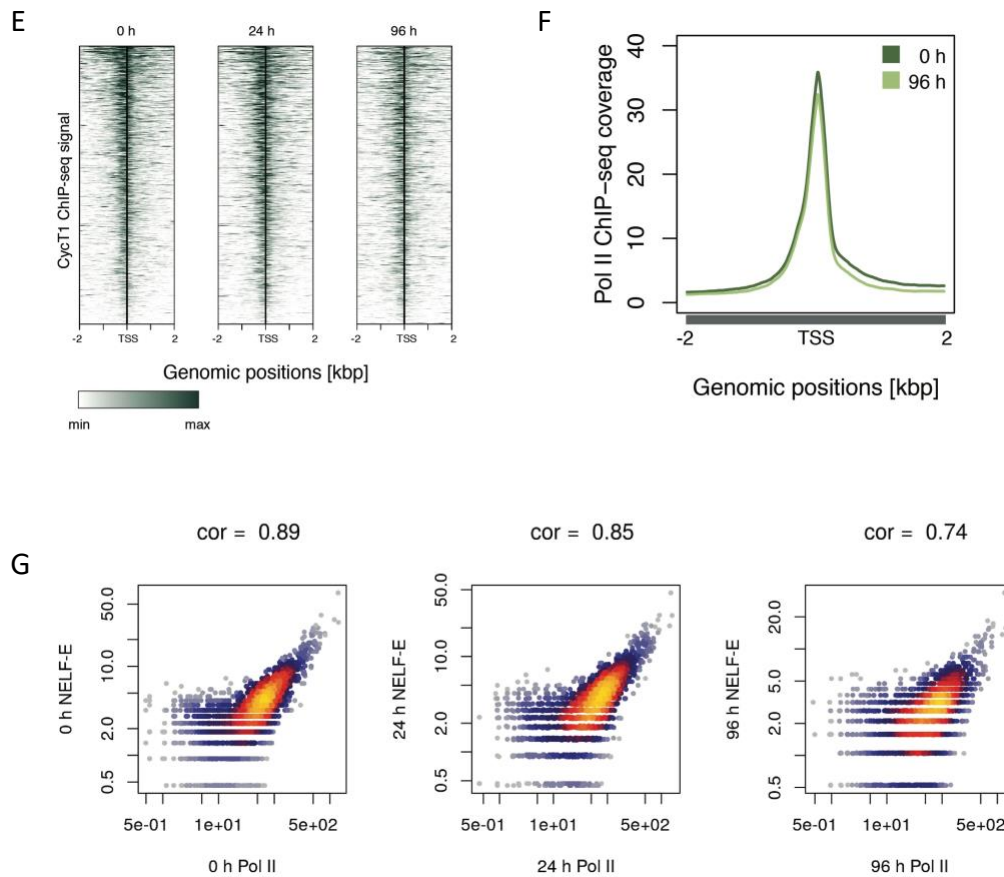 E
0 h
24 h
96 h
CycT1 ChIP-seq signal
-2 TSS 2
-2 TSS 2
-2 TSS 2
Genomic positions [kbp]
min max
F
Pol II ChIP−seq coverage
40
30
20
10
0
0 h
96 h
-2 TSS 2
Genomic positions [kbp]
G
cor = 0.89
0 h NELF-E
50.0
10.0
2.0
0.5
5e-01 1e+01 5e+02
0 h Pol II
cor = 0.85
24 h NELF-E
50.0
10.0
2.0
0.5
5e-01 1e+01 5e+02
24 h Pol II
cor = 0.74
96 h NELF-E
20.0
5.0
2.0
0.5
5e-01 1e+01 5e+02
96 h Pol II